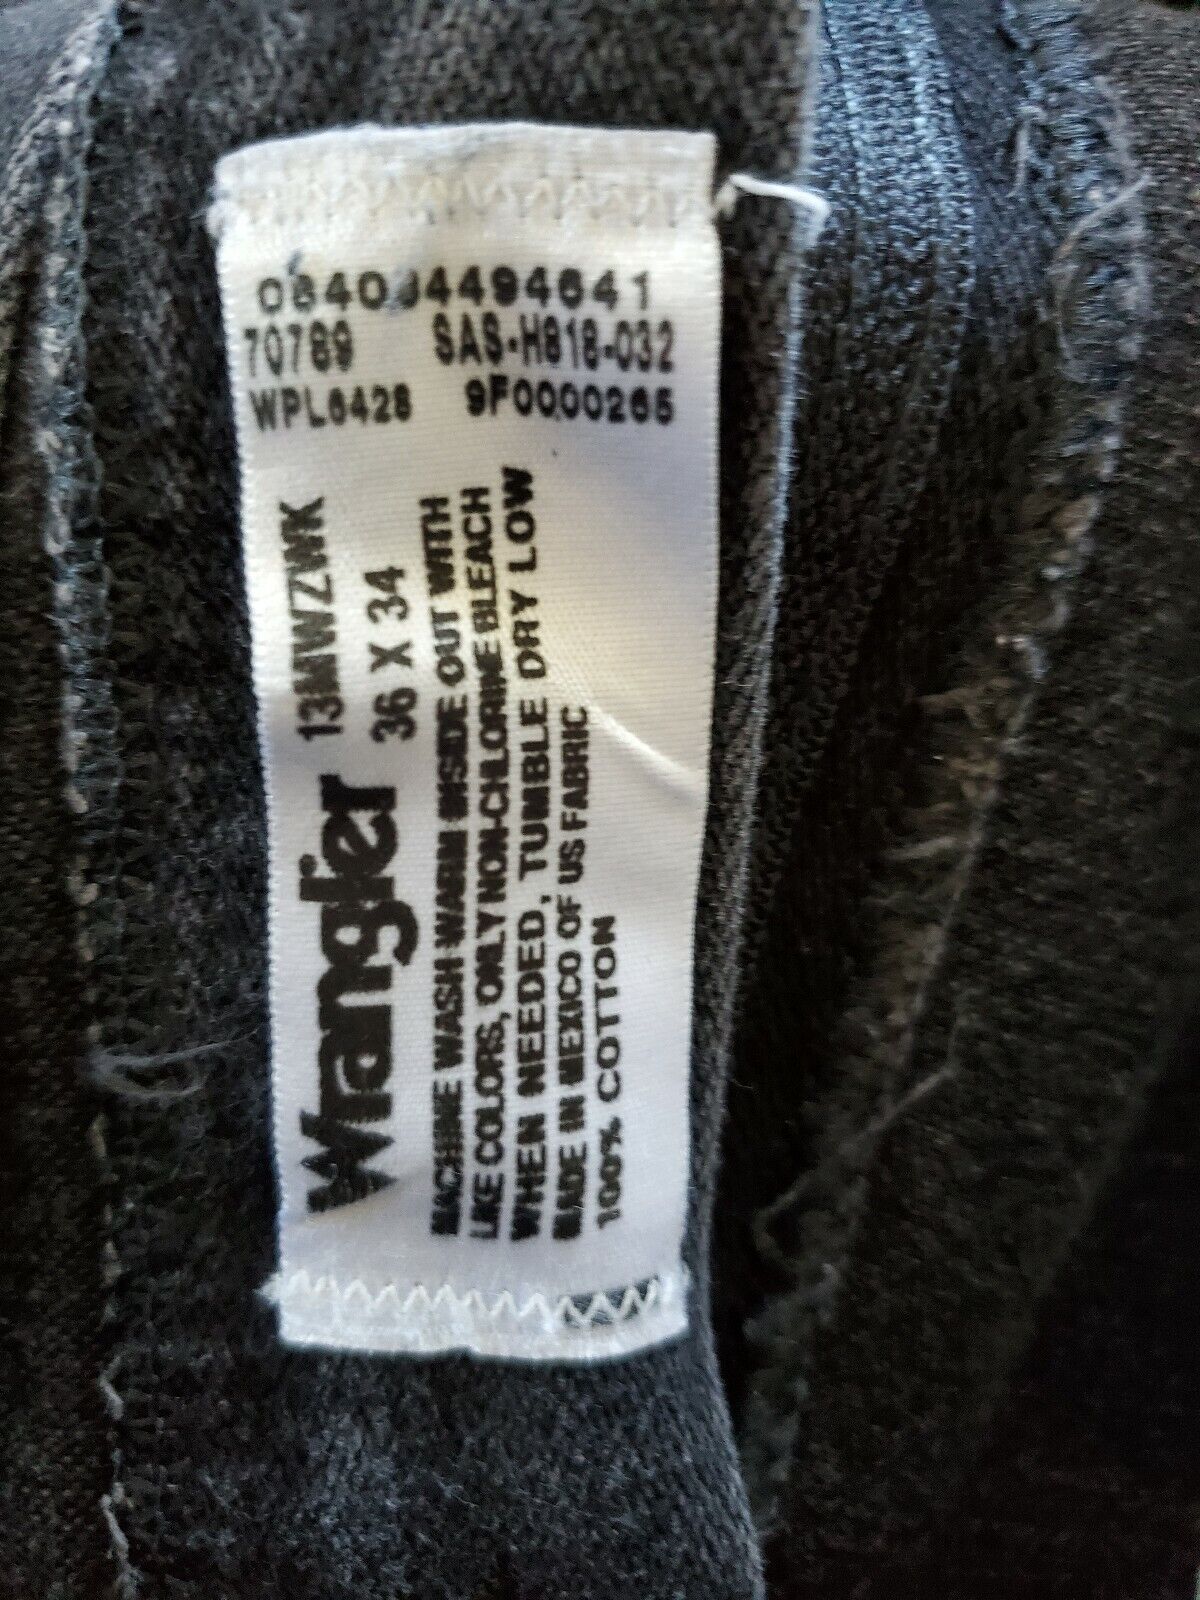 70789 SAS-H818-032
WPL6428 9F0000265
Wrangler 13MWZWK
36 X 34
MACHINE WASH WARM INSIDE OUT WITH
LIKE COLORS, ONLY NON-CHLORINE BLEACH
WHEN NEEDED, TUMBLE DRY LOW
MADE IN MEXICO OF US FABRIC
100% COTTON